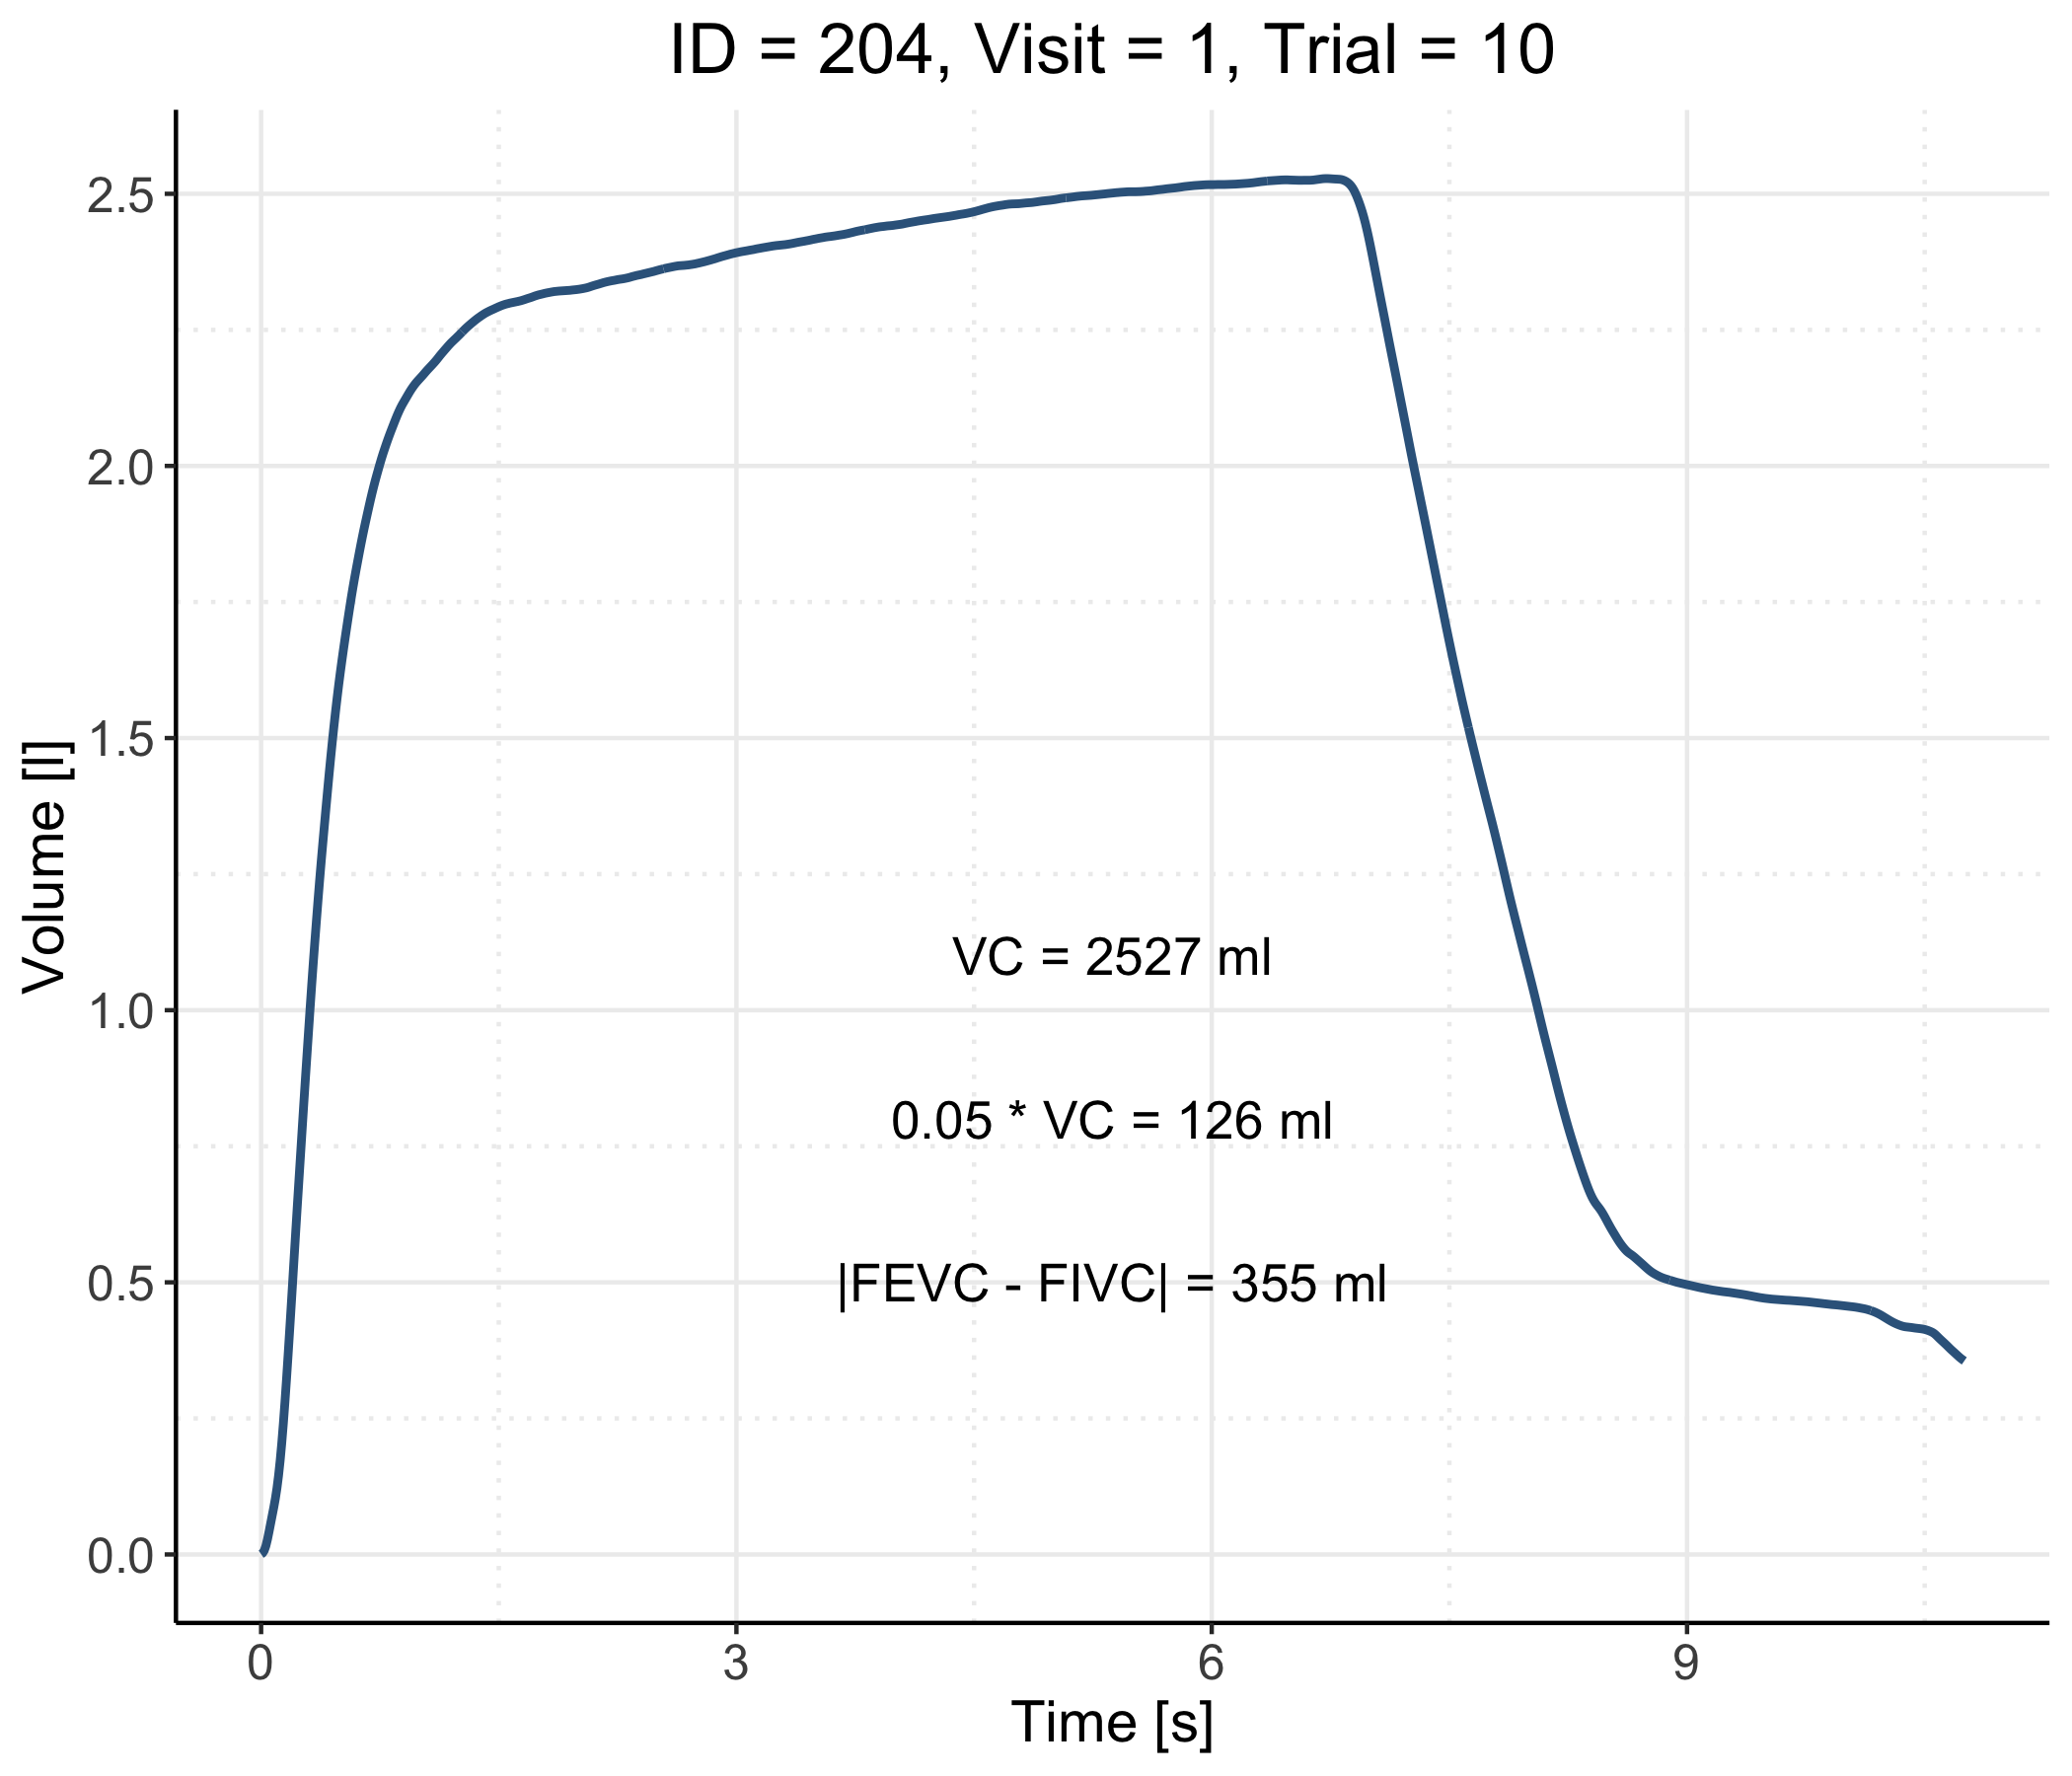 ID = 204, Visit = 1, Trial = 10
2.5
2.0
1.5
1.0
0.5
0.0
Volume [l]
VC = 2527 ml
0.05 * VC = 126 ml
|FEVC - FIVC| = 355 ml
0 3 6 9
Time [s]